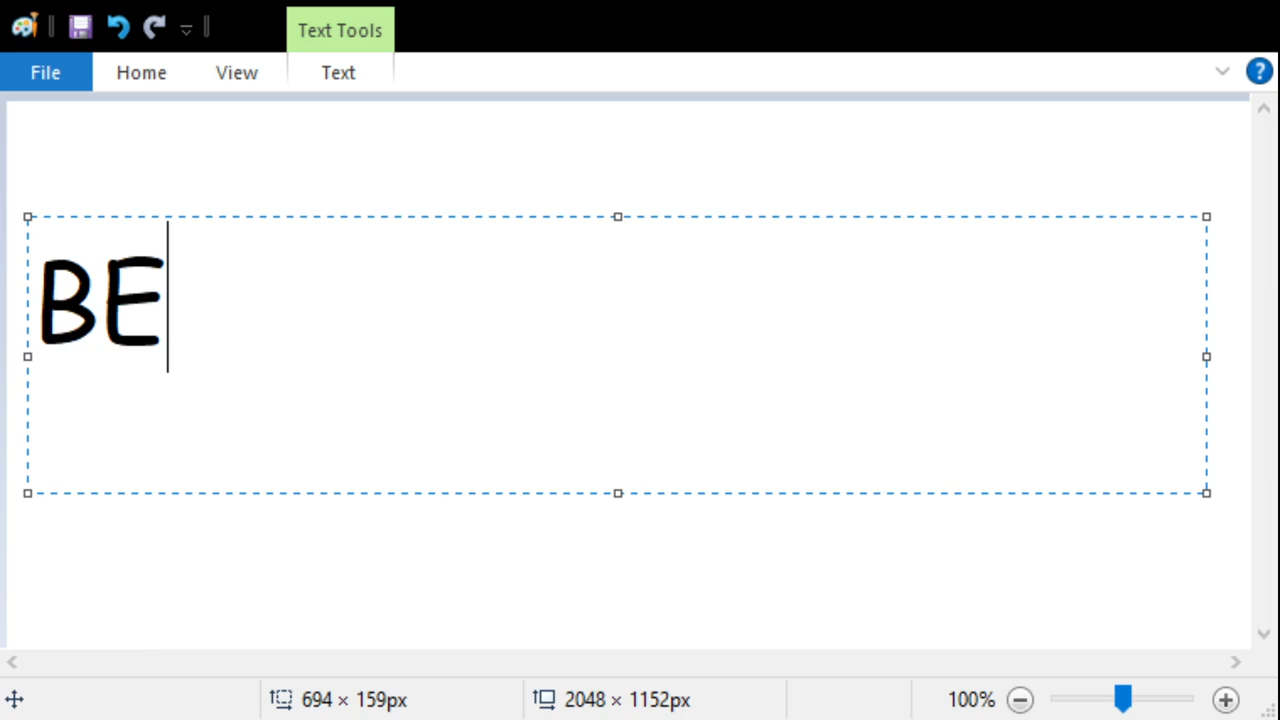 Text Tools
File Home View Text
BE
694 × 159px 2048 × 1152px 100%